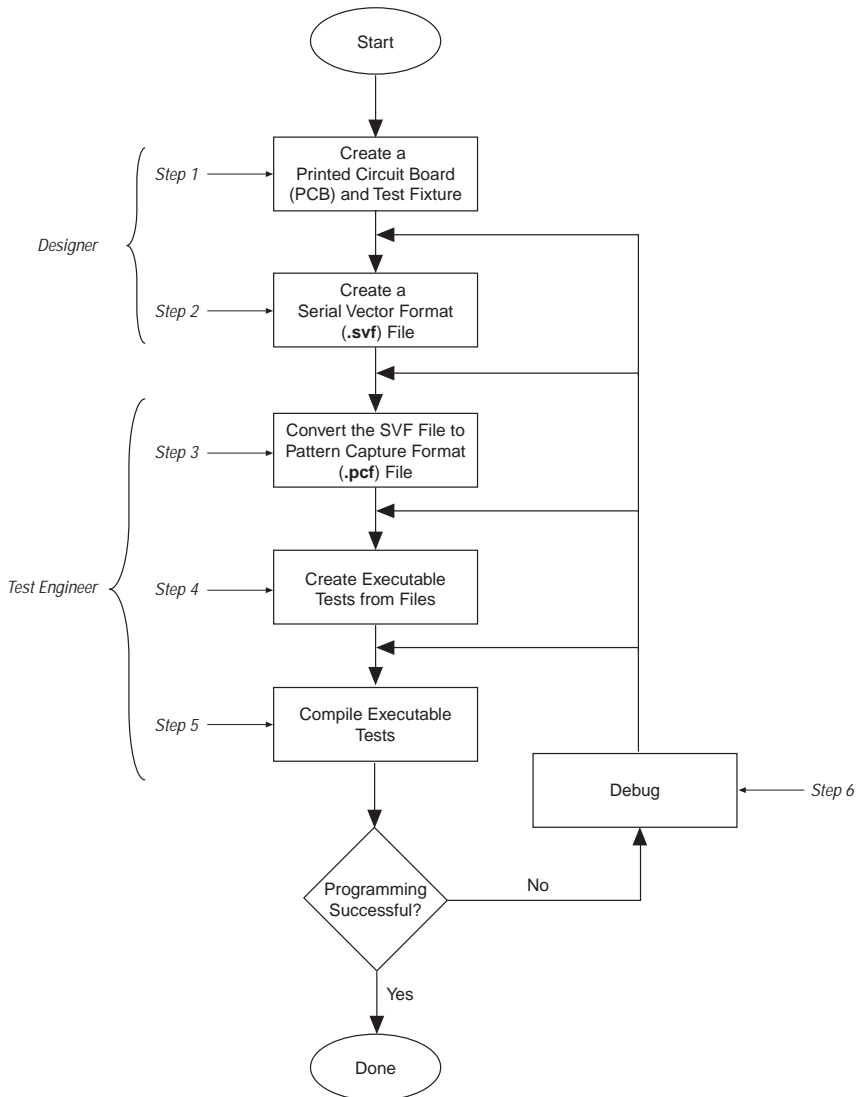 Start
Create a
Printed Circuit Board
(PCB) and Test Fixture
Step 1
Designer
Create a
Serial Vector Format
(.svf) File
Step 2
Convert the SVF File to
Pattern Capture Format
(.pcf) File
Step 3
Test Engineer
Create Executable
Tests from Files
Step 4
Compile Executable
Tests
Step 5
Debug
Step 6
Programming
Successful?
No
Yes
Done